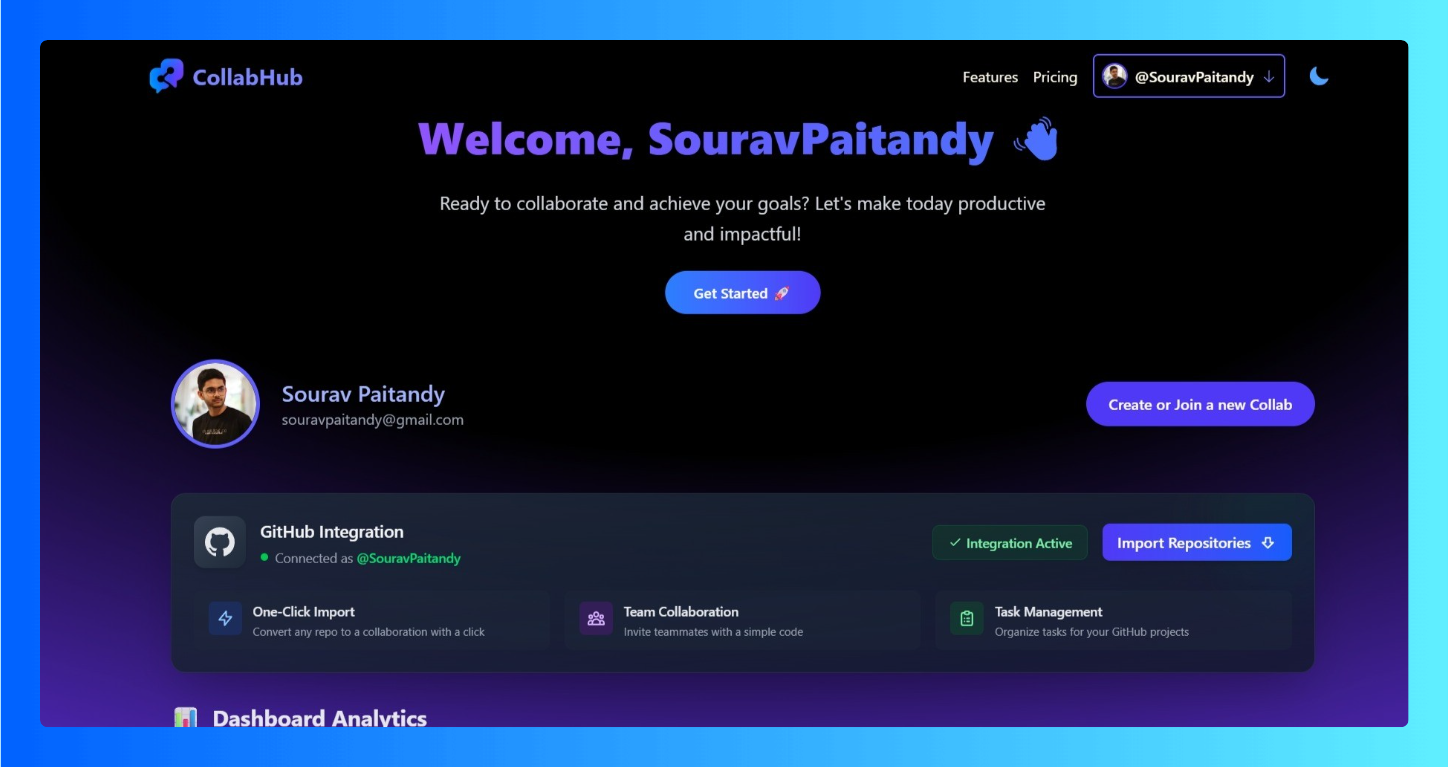 CollabHub
Features
Pricing
@SouravPaitandy ↓
Welcome, SouravPaitandy 👋
Ready to collaborate and achieve your goals? Let's make today productive
and impactful!
Get Started 🚀
Sourav Paitandy
souravpaitandy@gmail.com
Create or Join a new Collab
GitHub Integration
Connected as @SouravPaitandy
✓ Integration Active
Import Repositories
One-Click Import
Convert any repo to a collaboration with a click
Team Collaboration
Invite teammates with a simple code
Task Management
Organize tasks for your GitHub projects
📊 Dashboard Analytics